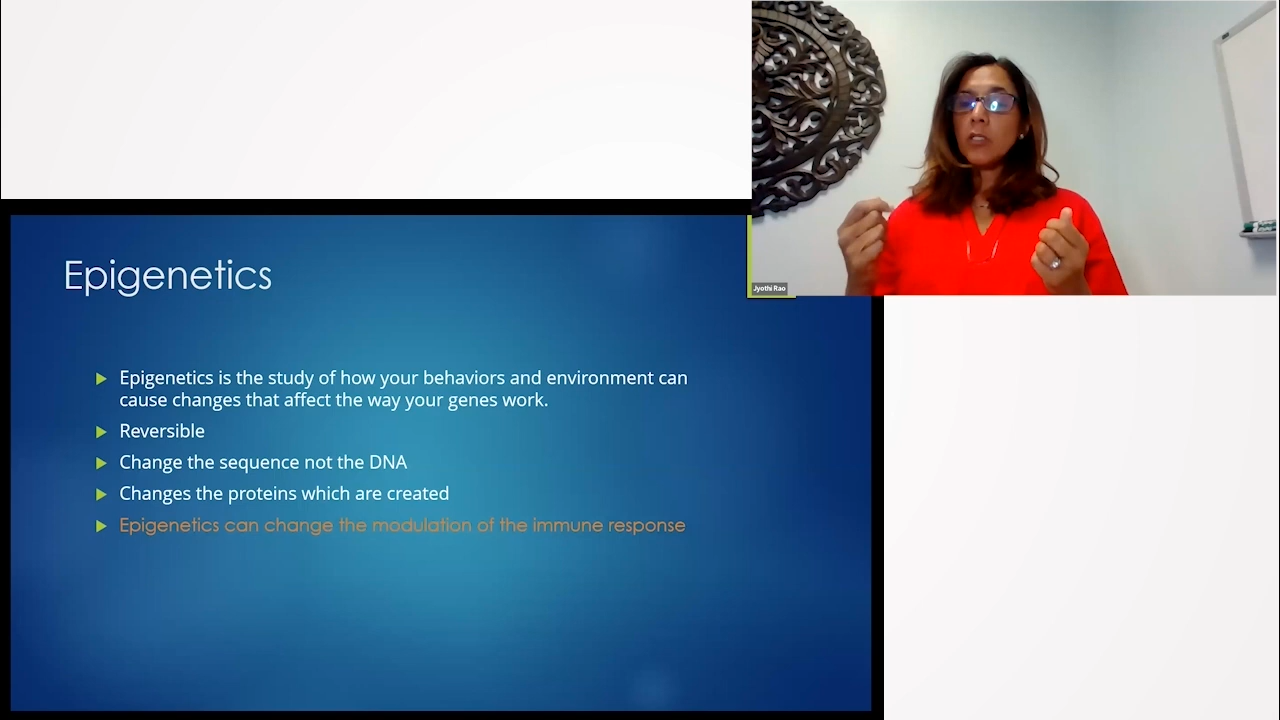 Jyothi Rao
Epigenetics
Epigenetics is the study of how your behaviors and environment can
cause changes that affect the way your genes work.
Reversible
Change the sequence not the DNA
Changes the proteins which are created
Epigenetics can change the modulation of the immune response